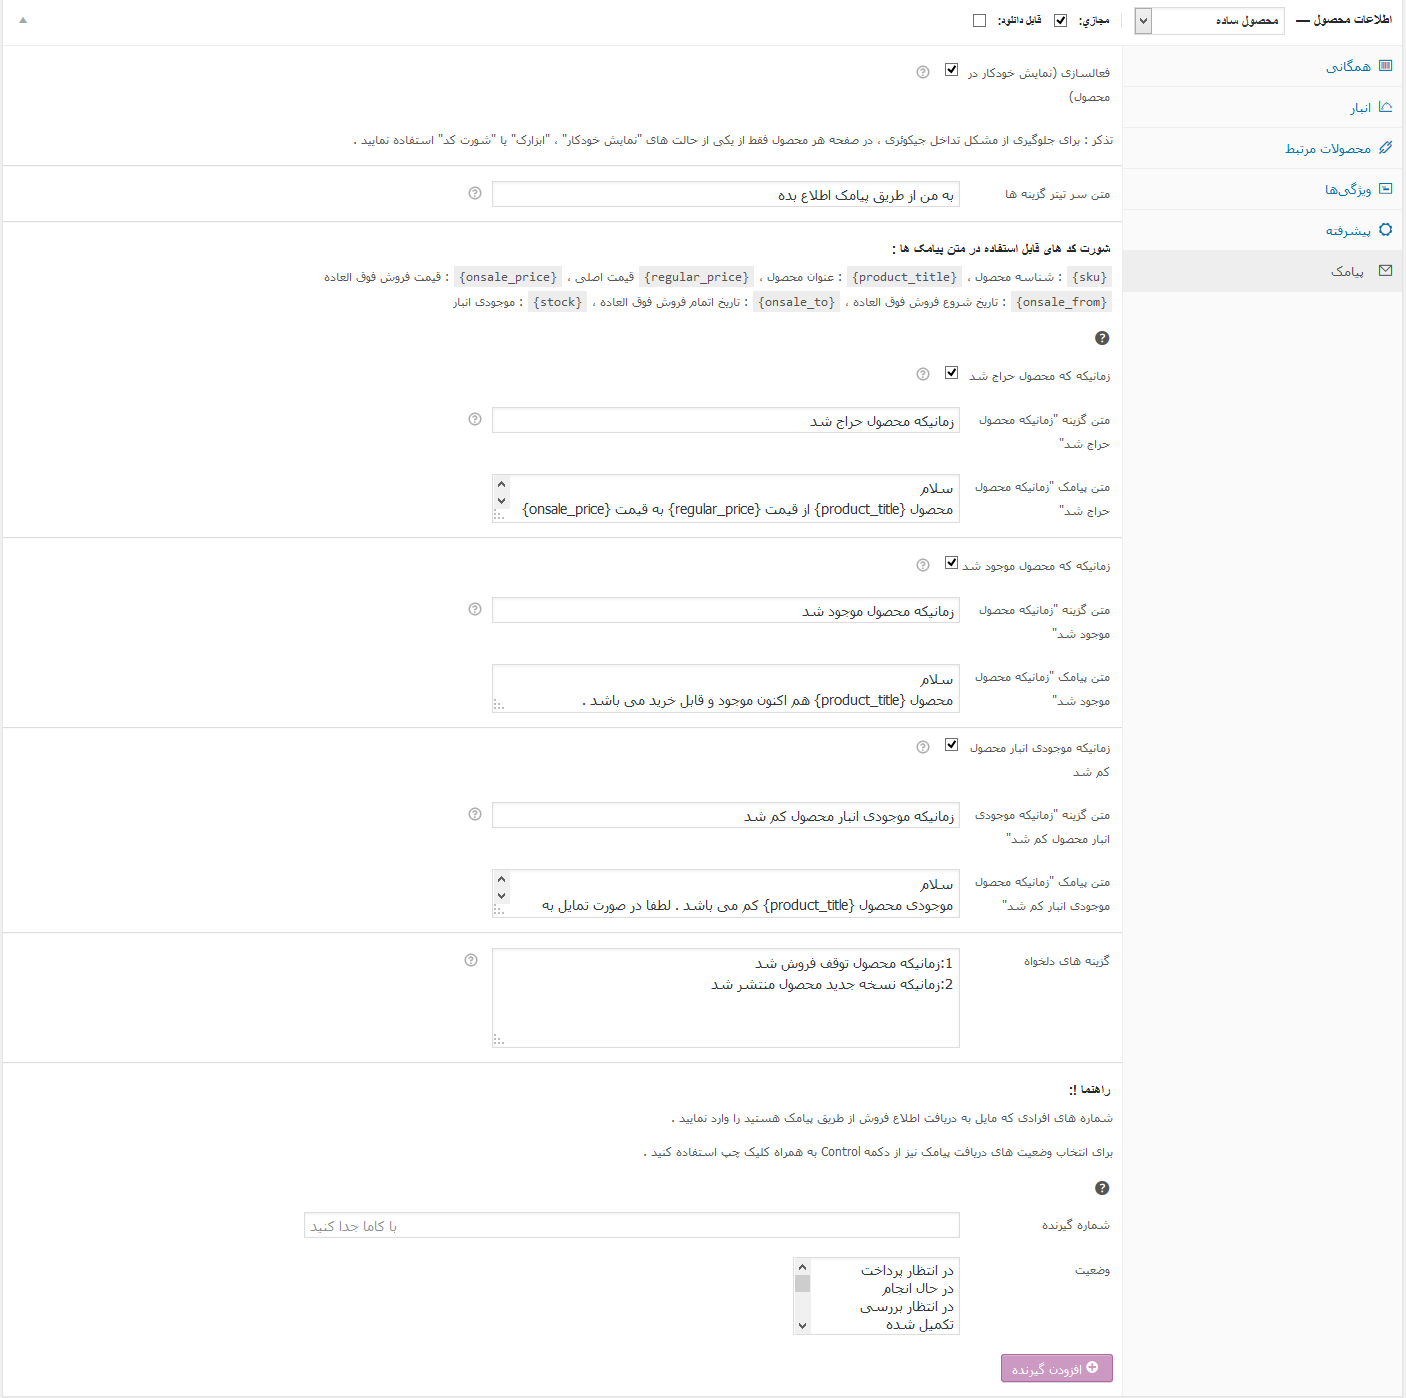 اطلاعات محصول — محصول ساده مجازي: قابل دانلود:
همگانی
انبار
محصولات مرتبط
ویژگی‌ها
پیشرفته
پیامک
فعالسازی (نمایش خودکار در
محصول)
تذکر : برای جلوگیری از مشکل تداخل جیکوئری ، در صفحه هر محصول فقط از یکی از حالت های "نمایش خودکار" ، "ابزارک" یا "شورت کد" استفاده نمایید .
متن سر تیتر گزینه ها
به من از طریق پیامک اطلاع بده
شورت کد های قابل استفاده در متن پیامک ها :
{sku} : شناسه محصول ، {product_title} : عنوان محصول ، {regular_price} قیمت اصلی ، {onsale_price} : قیمت فروش فوق العاده
{onsale_from} : تاریخ شروع فروش فوق العاده ، {onsale_to} : تاریخ اتمام فروش فوق العاده ، {stock} : موجودی انبار
زمانیکه که محصول حراج شد
متن گزینه "زمانیکه محصول
حراج شد"
زمانیکه محصول حراج شد
متن پیامک "زمانیکه محصول
حراج شد"
سلام
محصول {product_title} از قیمت {regular_price} به قیمت {onsale_price}
زمانیکه که محصول موجود شد
متن گزینه "زمانیکه محصول
موجود شد"
زمانیکه محصول موجود شد
متن پیامک "زمانیکه محصول
موجود شد"
سلام
محصول {product_title} هم اکنون موجود و قابل خرید می باشد .
زمانیکه موجودی انبار محصول
کم شد
متن گزینه "زمانیکه موجودی
انبار محصول کم شد"
زمانیکه موجودی انبار محصول کم شد
متن پیامک "زمانیکه محصول
موجودی انبار کم شد"
سلام
موجودی محصول {product_title} کم می باشد . لطفا در صورت تمایل به
گزینه های دلخواه
1:زمانیکه محصول توقف فروش شد
2:زمانیکه نسخه جدید محصول منتشر شد
راهنما !:
شماره های افرادی که مایل به دریافت اطلاع فروش از طریق پیامک هستید را وارد نمایید .
برای انتخاب وضعیت های دریافت پیامک نیز از دکمه Control به همراه کلیک چپ استفاده کنید .
شماره گیرنده
با کاما جدا کنید
وضعیت
در انتظار پرداخت
در حال انجام
در انتظار بررسی
تکمیل شده
افزودن گیرنده